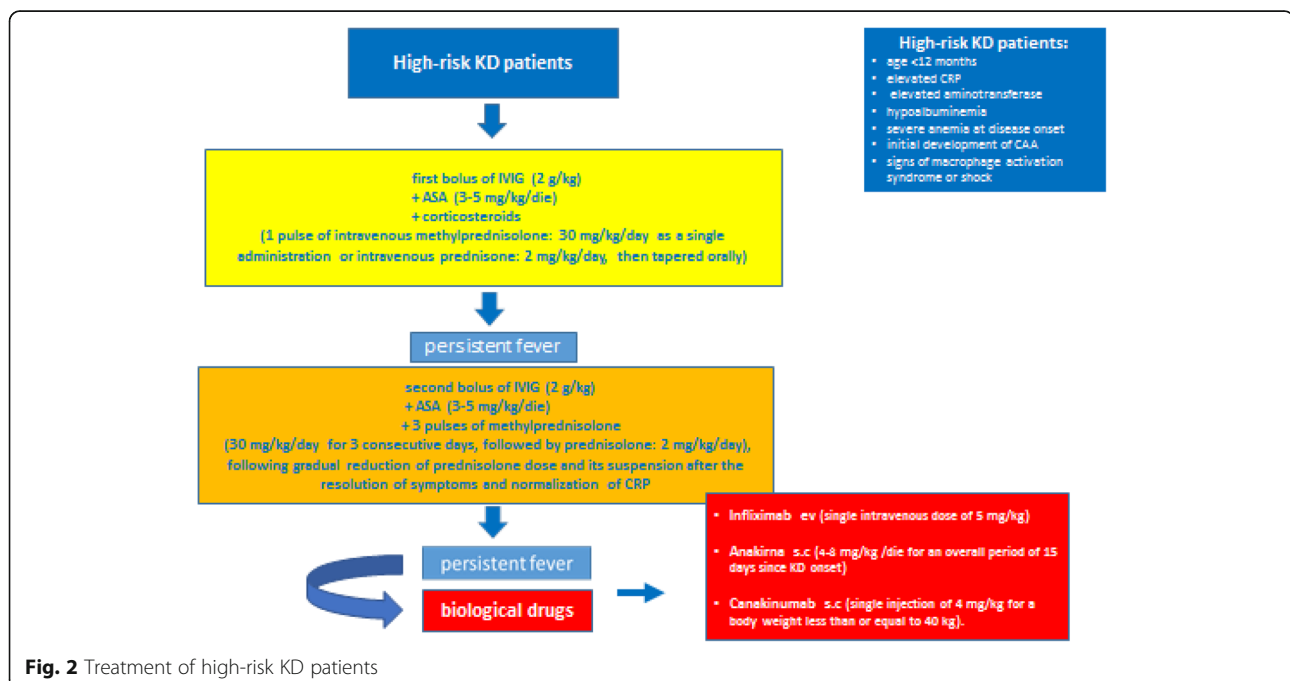 High-risk KD patients
High-risk KD patients:
• age <12 months
• elevated CRP
• elevated aminotransferase
• hypoalbuminemia
• severe anemia at disease onset
• initial development of CAA
• signs of macrophage activation
syndrome or shock
first bolus of IVIG (2 g/kg)
+ ASA (3-5 mg/kg/die)
+ corticosteroids
(1 pulse of intravenous methylprednisolone: 30 mg/kg/day as a single
administration or intravenous prednisone: 2 mg/kg/day, then tapered orally)
persistent fever
second bolus of IVIG (2 g/kg)
+ ASA (3-5 mg/kg/die)
+ 3 pulses of methylprednisolone
(30 mg/kg/day for 3 consecutive days, followed by prednisolone: 2 mg/kg/day),
following gradual reduction of prednisolone dose and its suspension after the
resolution of symptoms and normalization of CRP
persistent fever
biological drugs
• Infliximab ev (single intravenous dose of 5 mg/kg)
• Anakirna s.c (4-8 mg/kg /die for an overall period of 15
days since KD onset)
• Canakinumab s.c (single injection of 4 mg/kg for a
body weight less than or equal to 40 kg).
Fig. 2 Treatment of high-risk KD patients